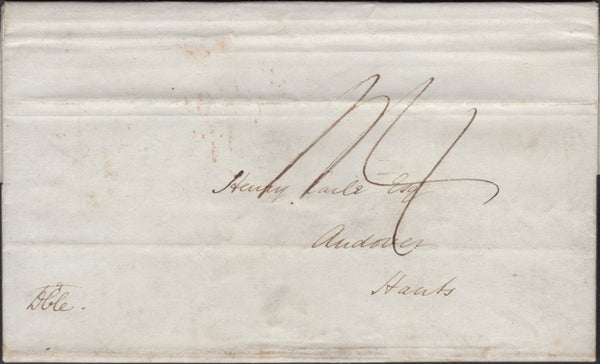 Henry Earle Esq
Andover
Hants
Dble.